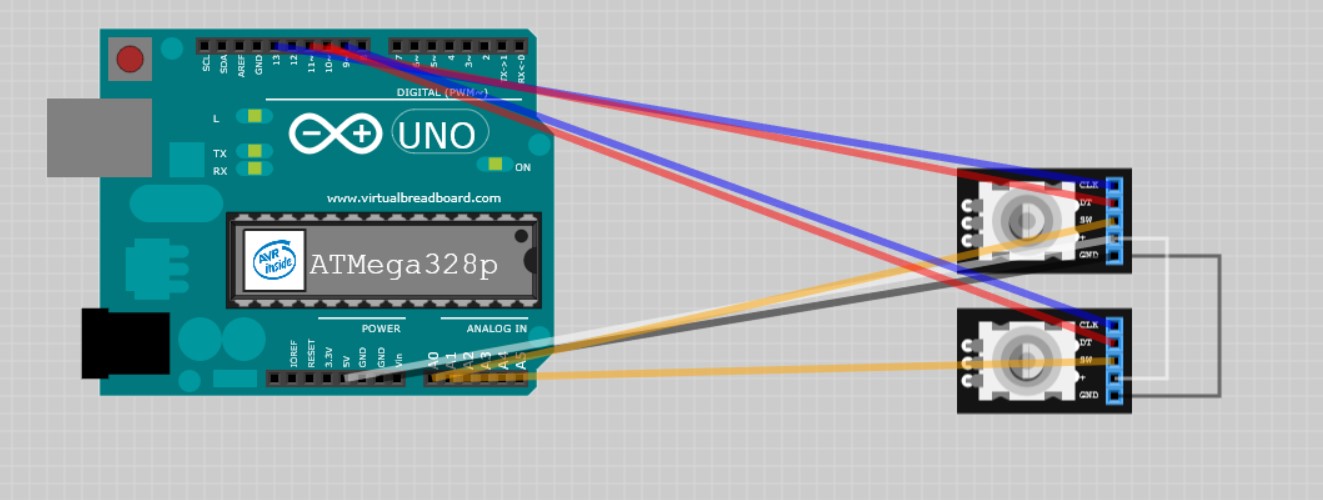 SCL SDA AREF GND 13 12 11~ 10~ 9~ 7 5~ 4 3~ 2 TX->1 RX<-0
DIGITAL (PWM~)
L
UNO
TX
RX
ON
www.virtualbreadboard.com
AVR
inside
ATMega328p
POWER
ANALOG IN
IOREF RESET 3.3V 5V GND GND Vin A0 A1 A2 A3 A4 A5
CLK
DT
SW
+
GND
CLK
DT
SW
+
GND